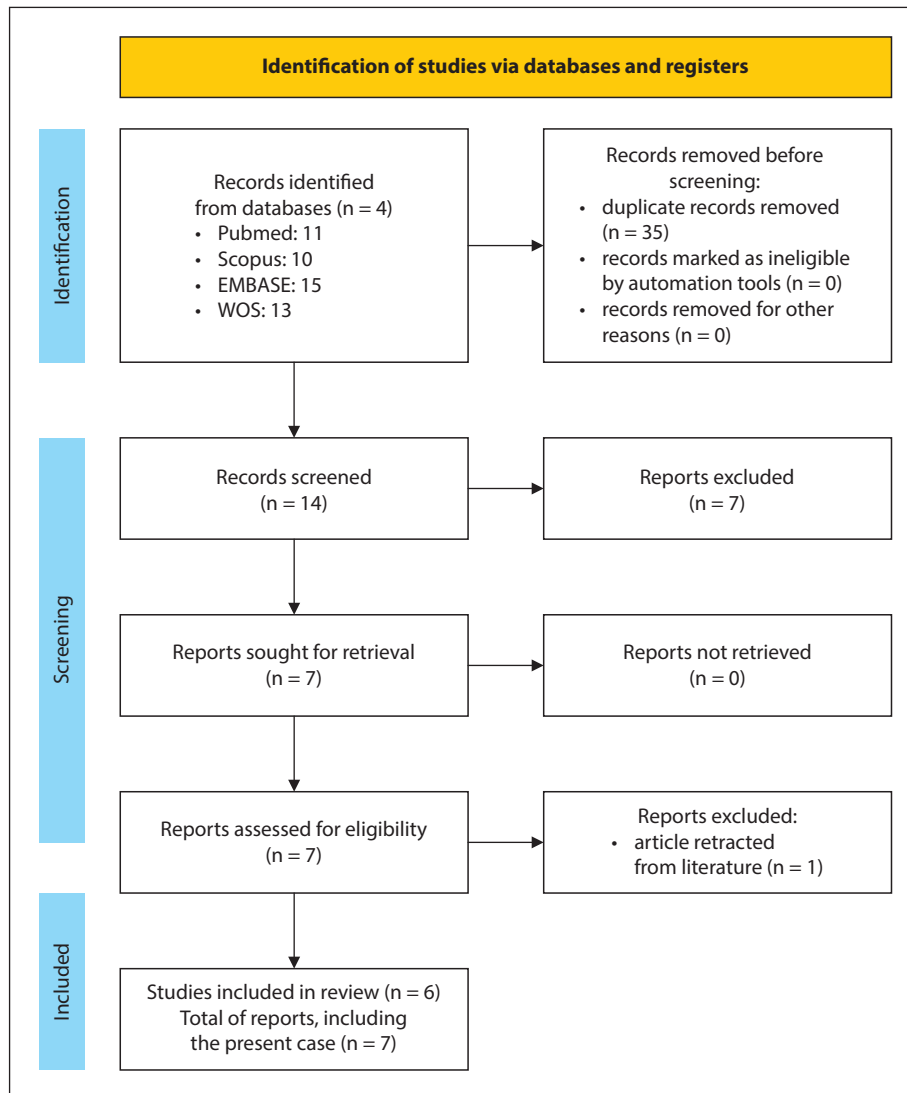 Identification of studies via databases and registers
Identification
Records identified
from databases (n = 4)
• Pubmed: 11
• Scopus: 10
• EMBASE: 15
• WOS: 13
Records removed before
screening:
• duplicate records removed
(n = 35)
• records marked as ineligible
by automation tools (n = 0)
• records removed for other
reasons (n = 0)
Screening
Records screened
(n = 14)
Reports excluded
(n = 7)
Reports sought for retrieval
(n = 7)
Reports not retrieved
(n = 0)
Reports assessed for eligibility
(n = 7)
Reports excluded:
• article retracted
from literature (n = 1)
Included
Studies included in review (n = 6)
Total of reports, including
the present case (n = 7)